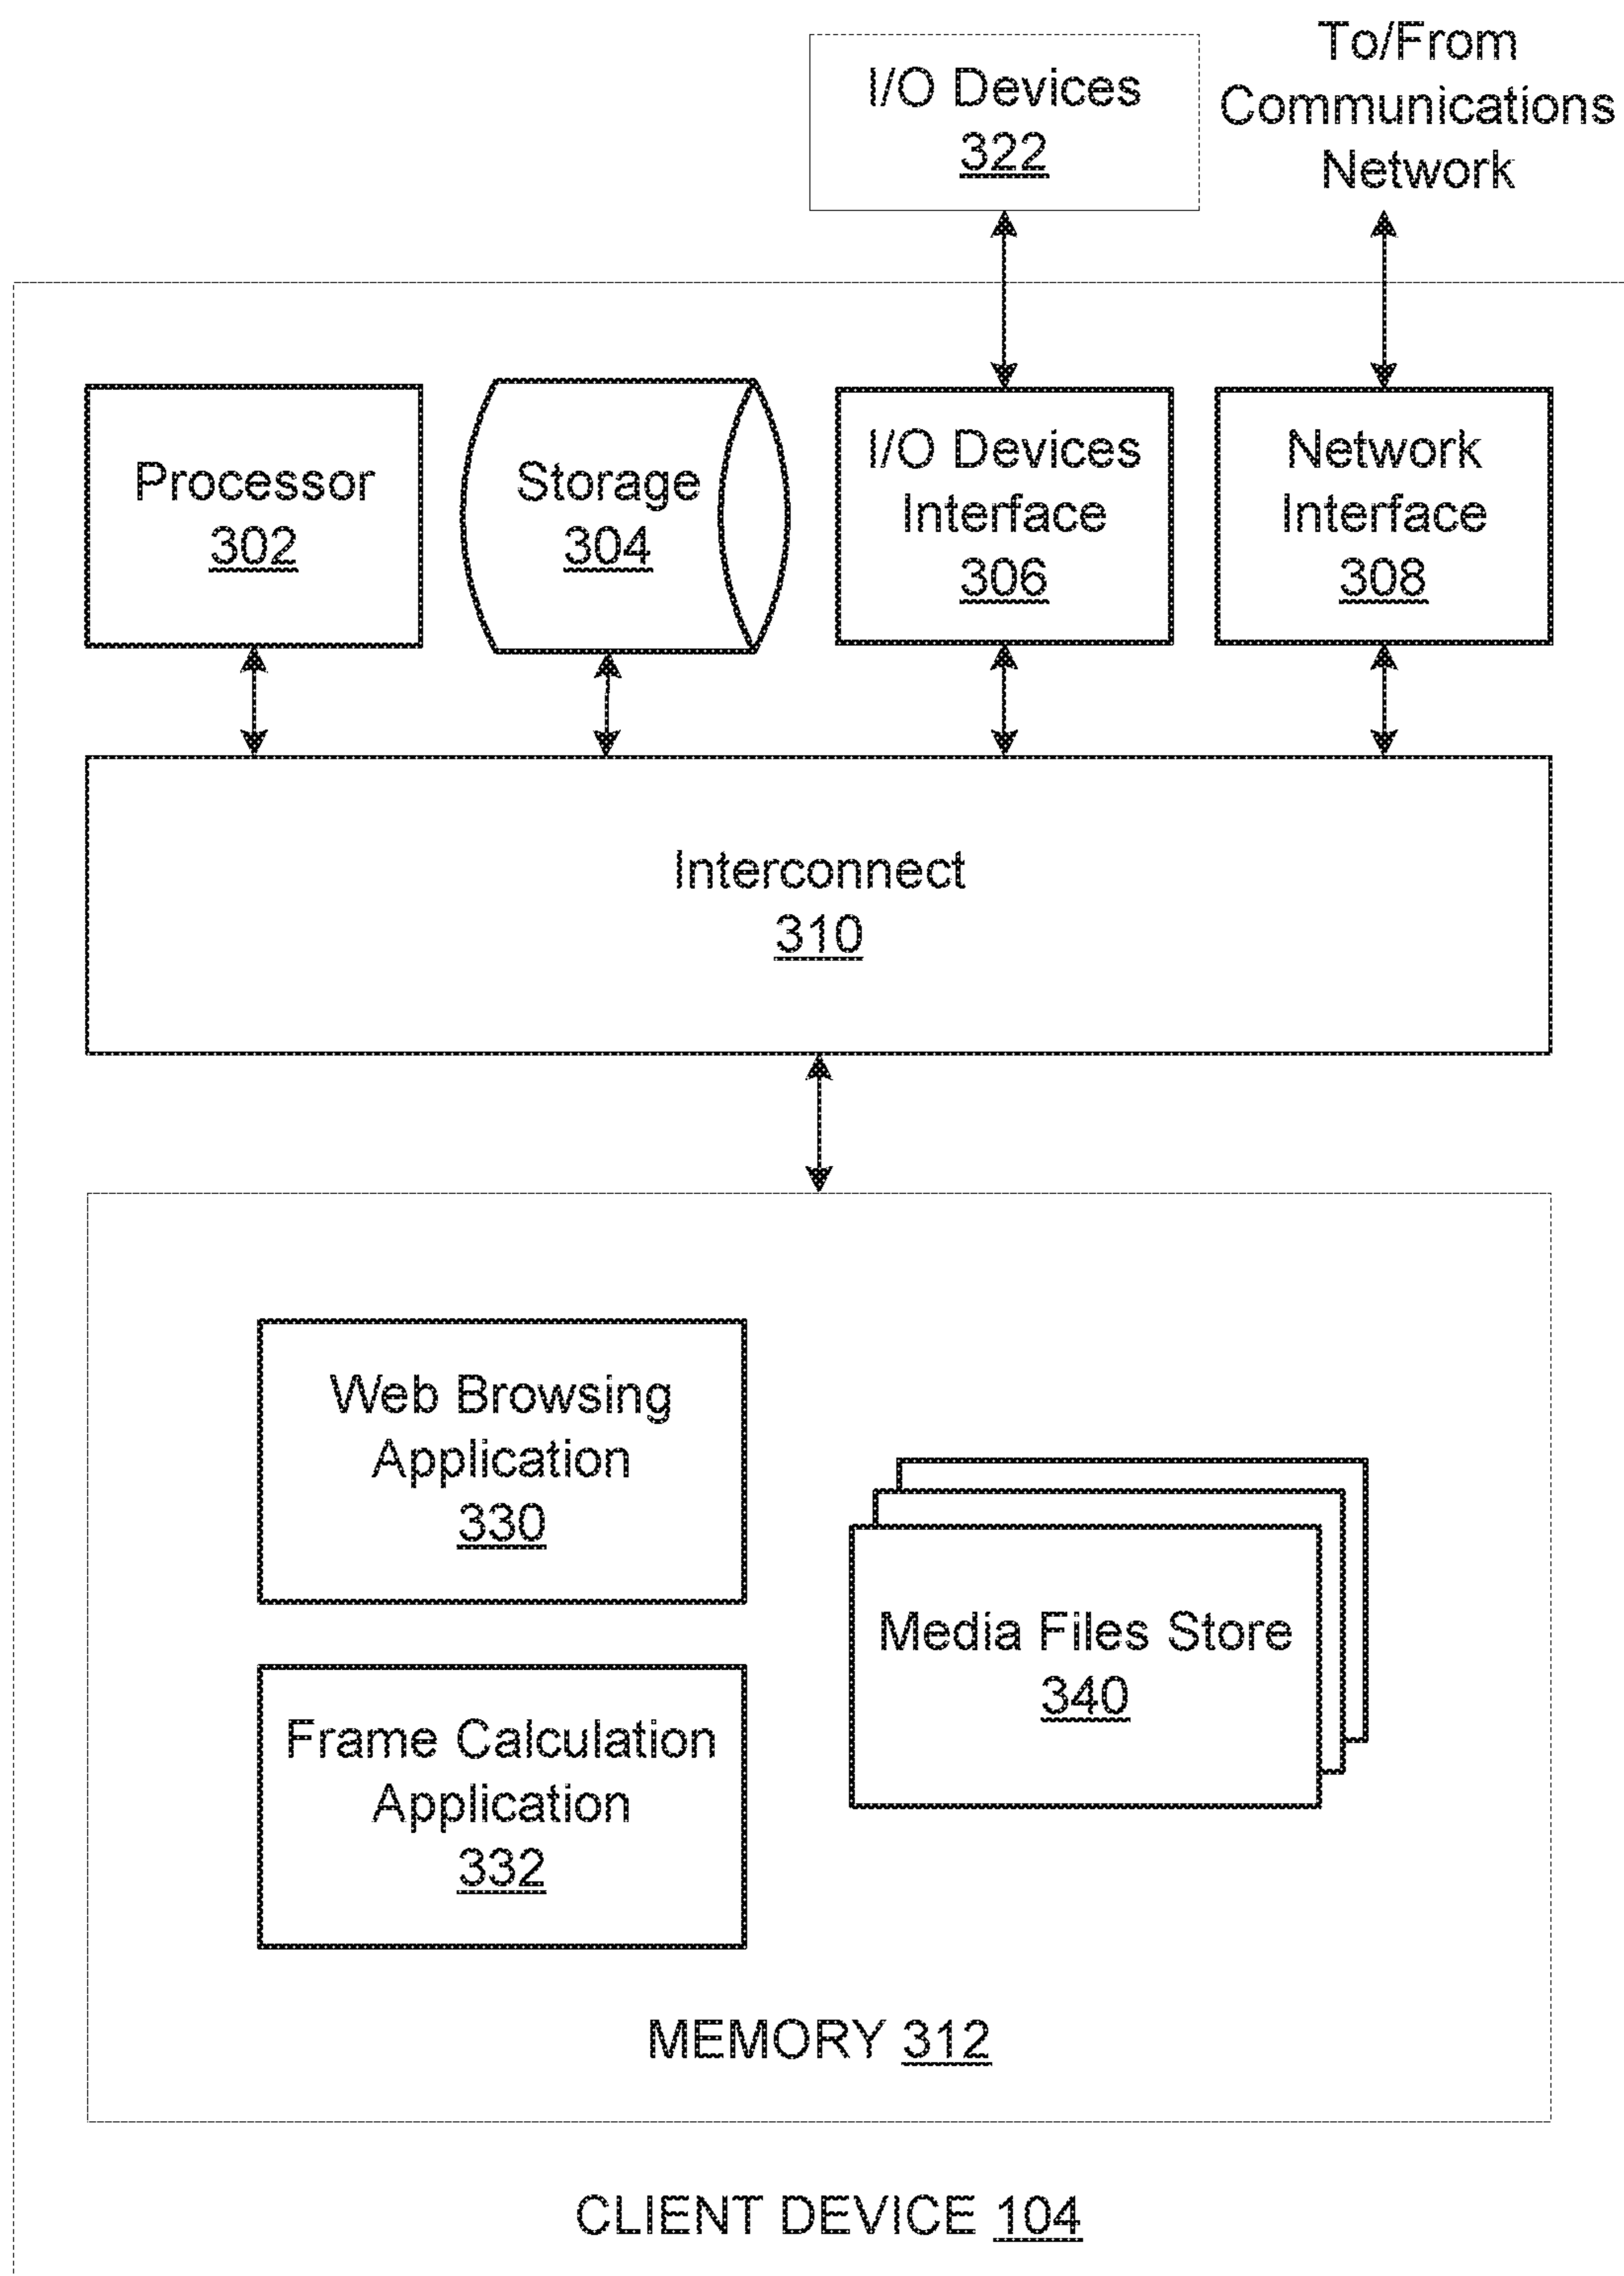 I/O Devices
322
To/From
Communications
Network
Processor
302
Storage
304
I/O Devices
Interface
306
Network
Interface
308
Interconnect
310
Web Browsing
Application
330
Frame Calculation
Application
332
Media Files Store
340
MEMORY 312
CLIENT DEVICE 104